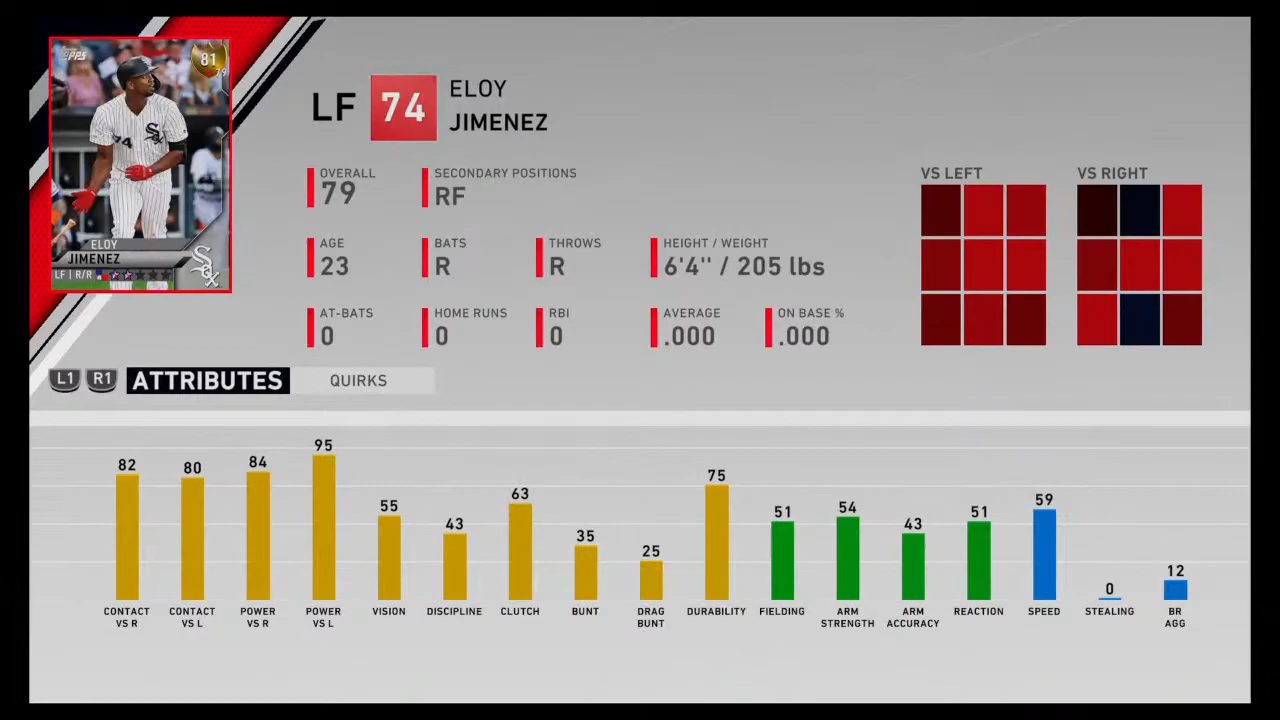 Topps
81
79
ELOY
JIMENEZ
LF | R/R
Sox
74
LF 74 ELOY
JIMENEZ
OVERALL
79
SECONDARY POSITIONS
RF
AGE
23
BATS
R
THROWS
R
HEIGHT / WEIGHT
6'4'' / 205 lbs
AT-BATS
0
HOME RUNS
0
RBI
0
AVERAGE
.000
ON BASE %
.000
VS LEFT
VS RIGHT
L1 R1 ATTRIBUTES QUIRKS
82 80 84 95 55 43 63 35 25 75 51 54 43 51 59 0 12
CONTACT
VS R
CONTACT
VS L
POWER
VS R
POWER
VS L
VISION
DISCIPLINE
CLUTCH
BUNT
DRAG
BUNT
DURABILITY
FIELDING
ARM
STRENGTH
ARM
ACCURACY
REACTION
SPEED
STEALING
BR
AGG